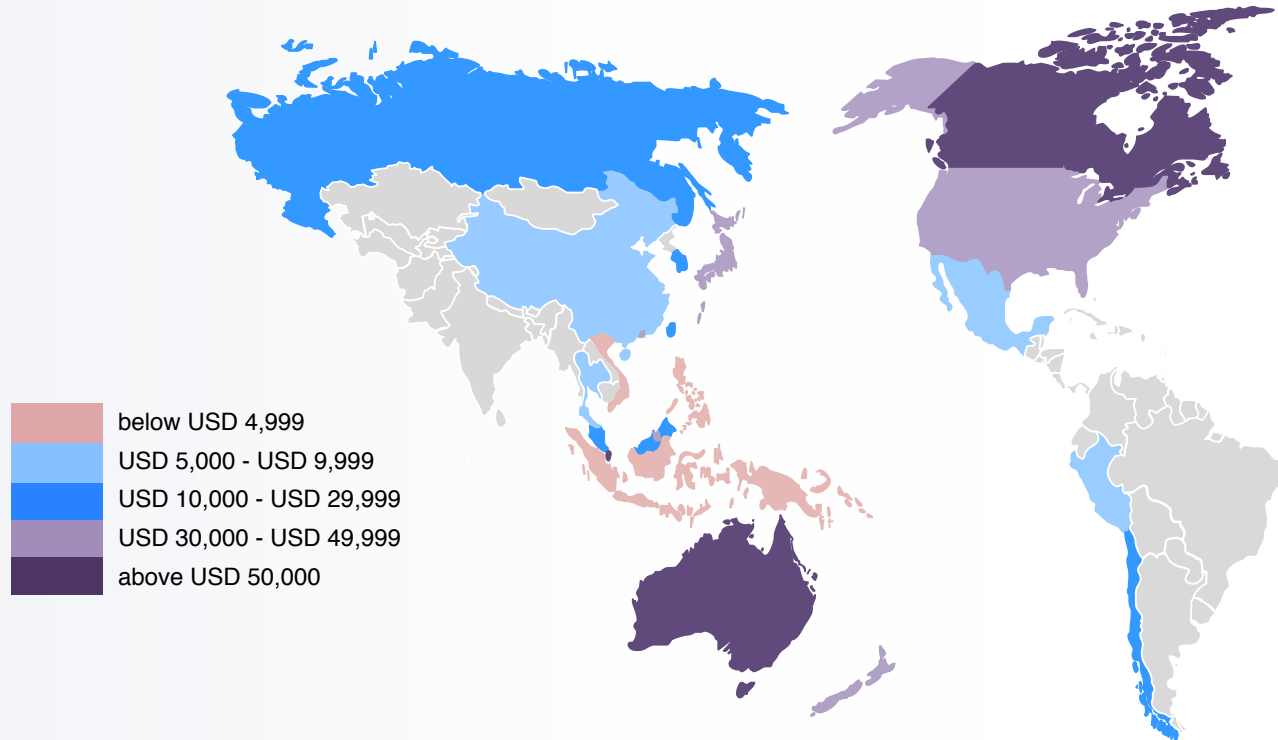 below USD 4,999
USD 5,000 - USD 9,999
USD 10,000 - USD 29,999
USD 30,000 - USD 49,999
above USD 50,000